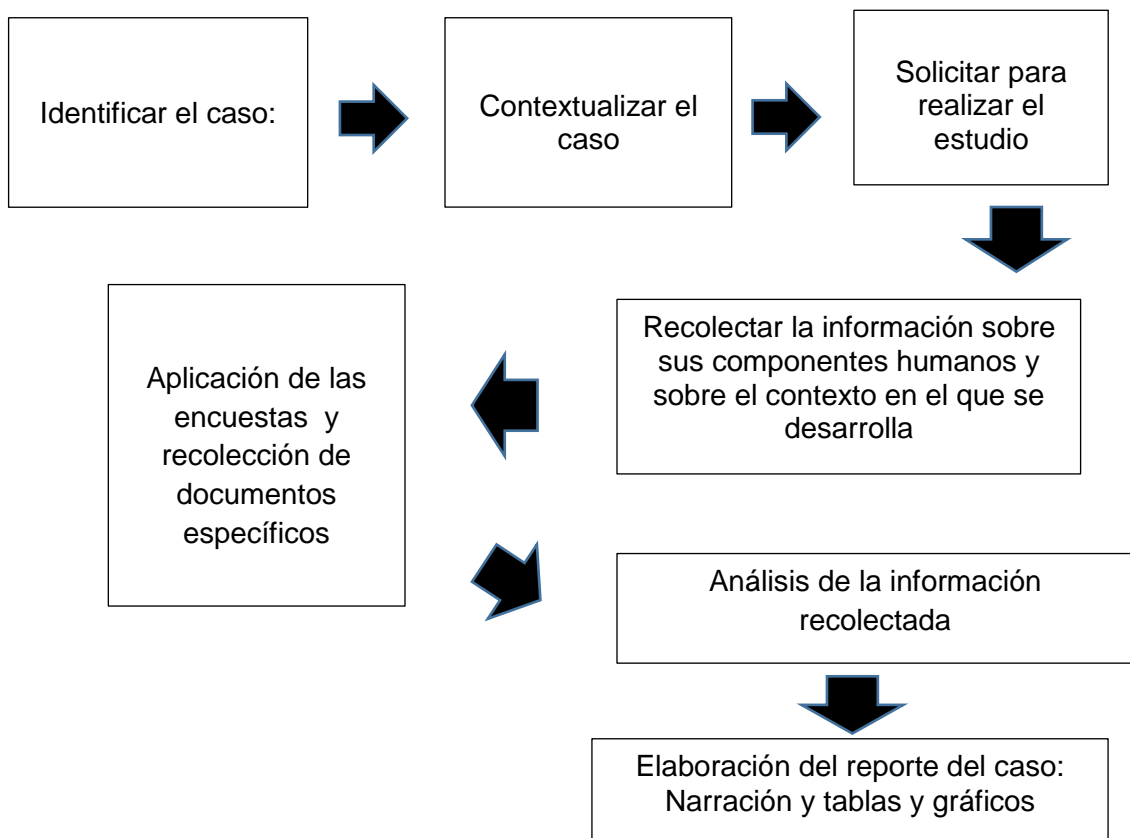 Identificar el caso:
Contextualizar el
caso
Solicitar para
realizar el
estudio
Recolectar la información sobre
sus componentes humanos y
sobre el contexto en el que se
desarrolla
Aplicación de las
encuestas y
recolección de
documentos
específicos
Análisis de la información
recolectada
Elaboración del reporte del caso:
Narración y tablas y gráficos